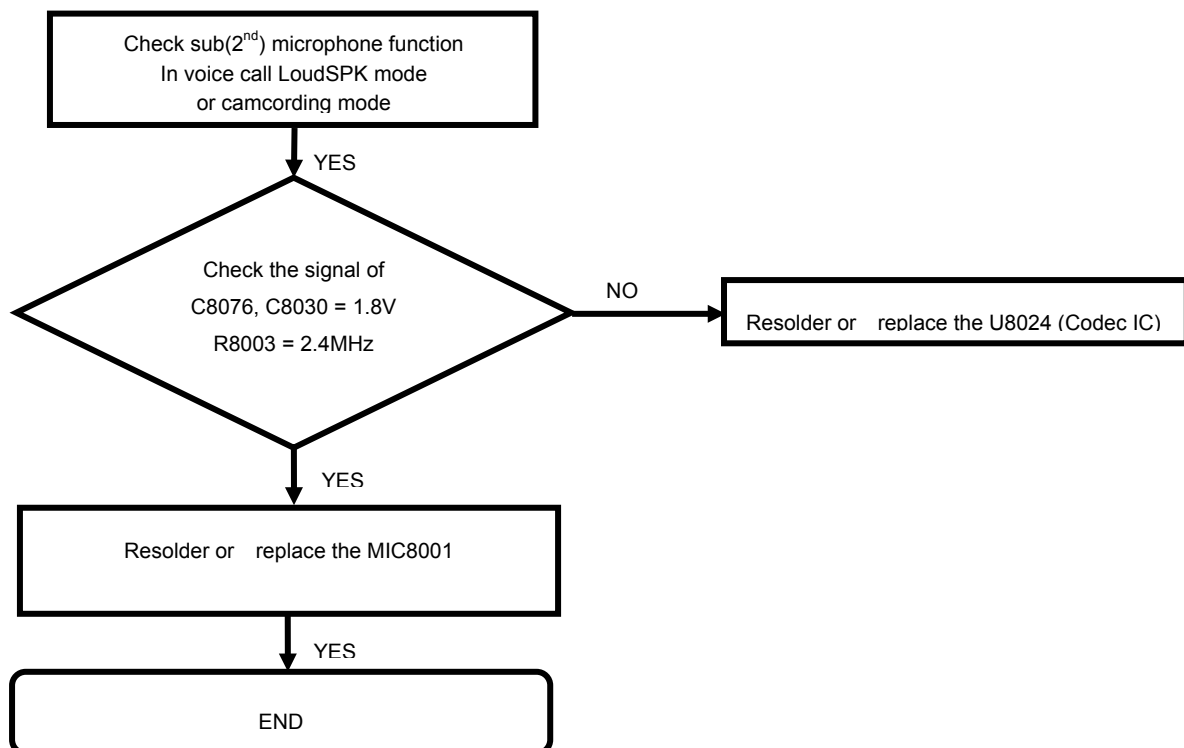 Check sub(2nd) microphone function
In voice call LoudSPK mode
or camcording mode
YES
Check the signal of
C8076, C8030 = 1.8V
R8003 = 2.4MHz
NO
Resolder or replace the U8024 (Codec IC)
YES
Resolder or replace the MIC8001
YES
END